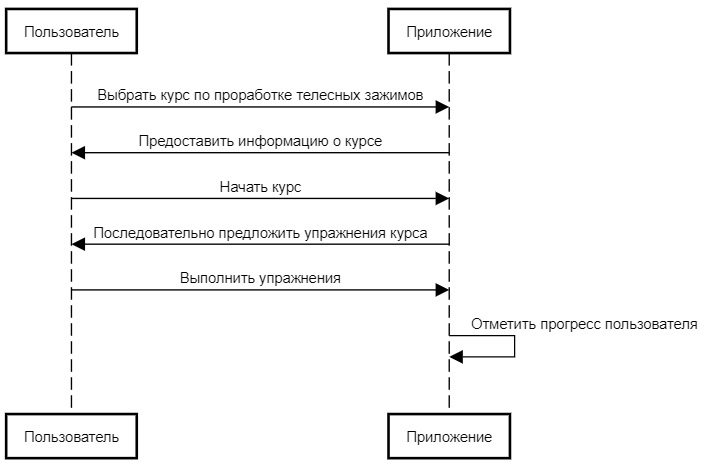 Пользователь
Приложение
Выбрать курс по проработке телесных зажимов
Предоставить информацию о курсе
Начать курс
Последовательно предложить упражнения курса
Выполнить упражнения
Отметить прогресс пользователя
Пользователь
Приложение